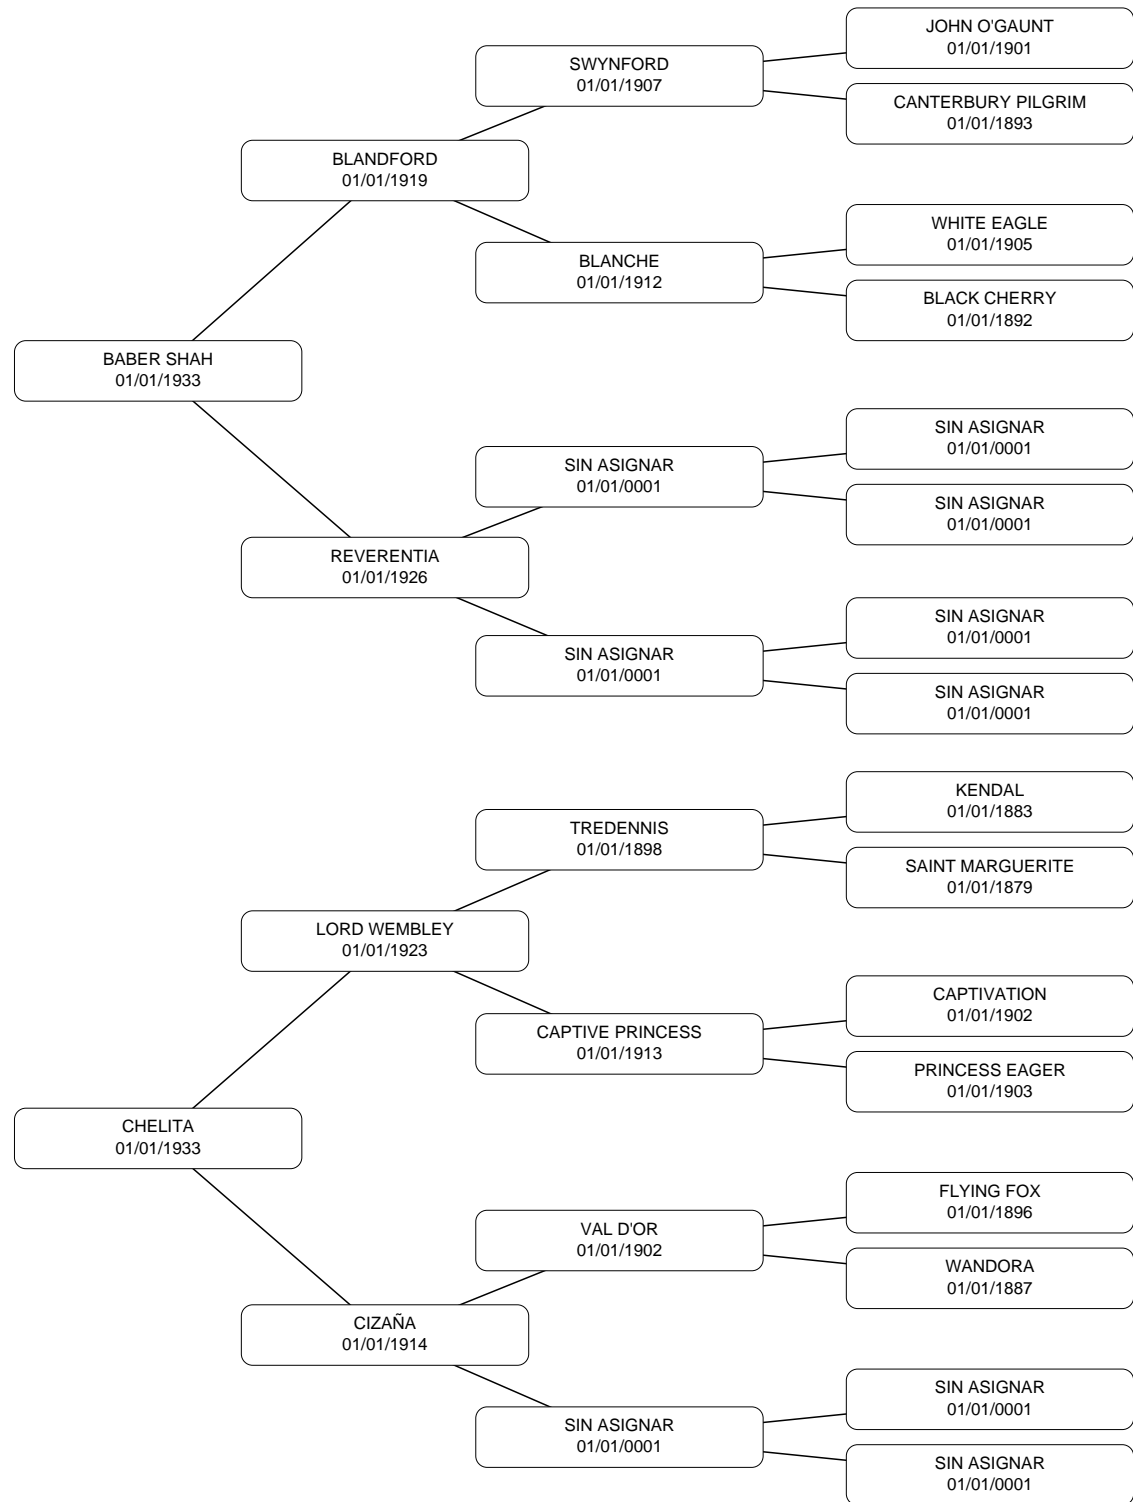 JOHN O'GAUNT
01/01/1901
SWYNFORD
01/01/1907
CANTERBURY PILGRIM
01/01/1893
BLANDFORD
01/01/1919
WHITE EAGLE
01/01/1905
BLANCHE
01/01/1912
BLACK CHERRY
01/01/1892
BABER SHAH
01/01/1933
SIN ASIGNAR
01/01/0001
SIN ASIGNAR
01/01/0001
SIN ASIGNAR
01/01/0001
REVERENTIA
01/01/1926
SIN ASIGNAR
01/01/0001
SIN ASIGNAR
01/01/0001
SIN ASIGNAR
01/01/0001
KENDAL
01/01/1883
TREDENNIS
01/01/1898
SAINT MARGUERITE
01/01/1879
LORD WEMBLEY
01/01/1923
CAPTIVATION
01/01/1902
CAPTIVE PRINCESS
01/01/1913
PRINCESS EAGER
01/01/1903
CHELITA
01/01/1933
FLYING FOX
01/01/1896
VAL D'OR
01/01/1902
WANDORA
01/01/1887
CIZAÑA
01/01/1914
SIN ASIGNAR
01/01/0001
SIN ASIGNAR
01/01/0001
SIN ASIGNAR
01/01/0001